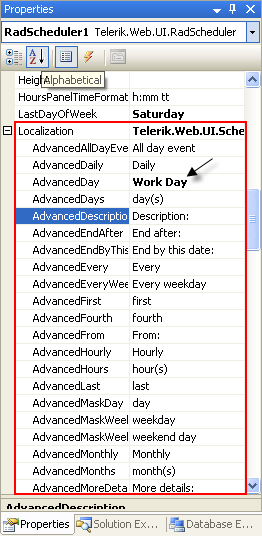 Properties
RadScheduler1 Telerik.Web.UI.RadScheduler
Alphabetical
HoursPanelTimeFormat h:mm tt
LastDayOfWeek Saturday
Localization Telerik.Web.UI.Sche
AdvancedAllDayEve All day event
AdvancedDaily Daily
AdvancedDay Work Day
AdvancedDays day(s)
AdvancedDescriptio Description:
AdvancedEndAfter End after:
AdvancedEndByThis End by this date:
AdvancedEvery Every
AdvancedEveryWee Every weekday
AdvancedFirst first
AdvancedFourth fourth
AdvancedFrom From:
AdvancedHourly Hourly
AdvancedHours hour(s)
AdvancedLast last
AdvancedMaskDay day
AdvancedMaskWeel weekday
AdvancedMaskWeel weekend day
AdvancedMonthly Monthly
AdvancedMonths month(s)
AdvancedMoreDeta More details:
AdvancedDescription
Properties Solution Ex... Database E...